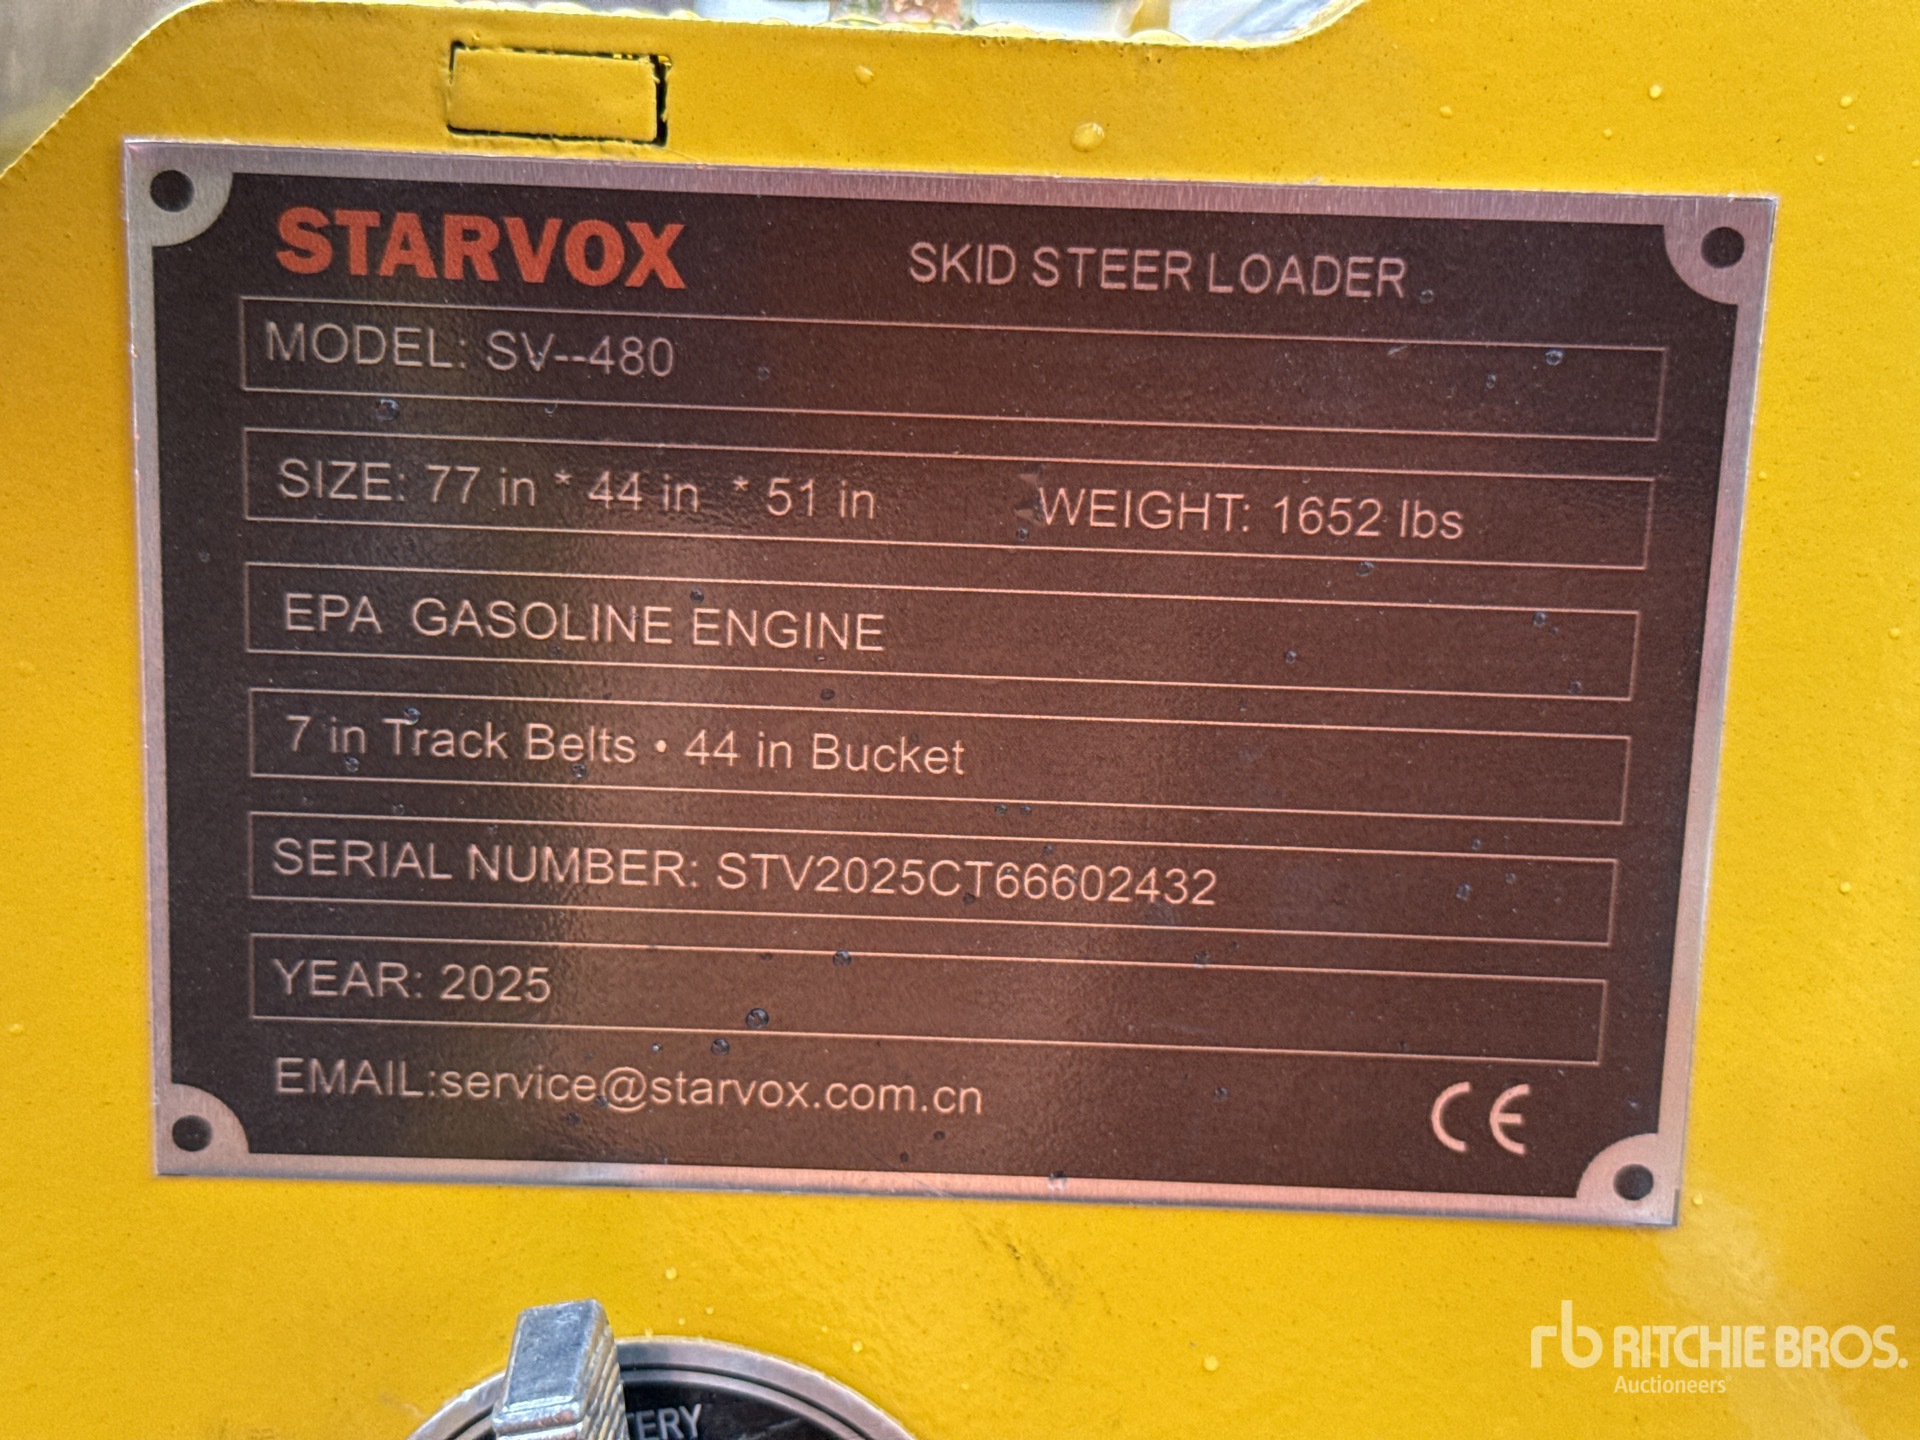 STARVOX SKID STEER LOADER
MODEL: SV--480
SIZE: 77 in * 44 in * 51 in WEIGHT: 1652 lbs
EPA GASOLINE ENGINE
7 in Track Belts • 44 in Bucket
SERIAL NUMBER: STV2025CT66602432
YEAR: 2025
EMAIL:service@starvox.com.cn
CE
rb RITCHIE BROS.
Auctioneers